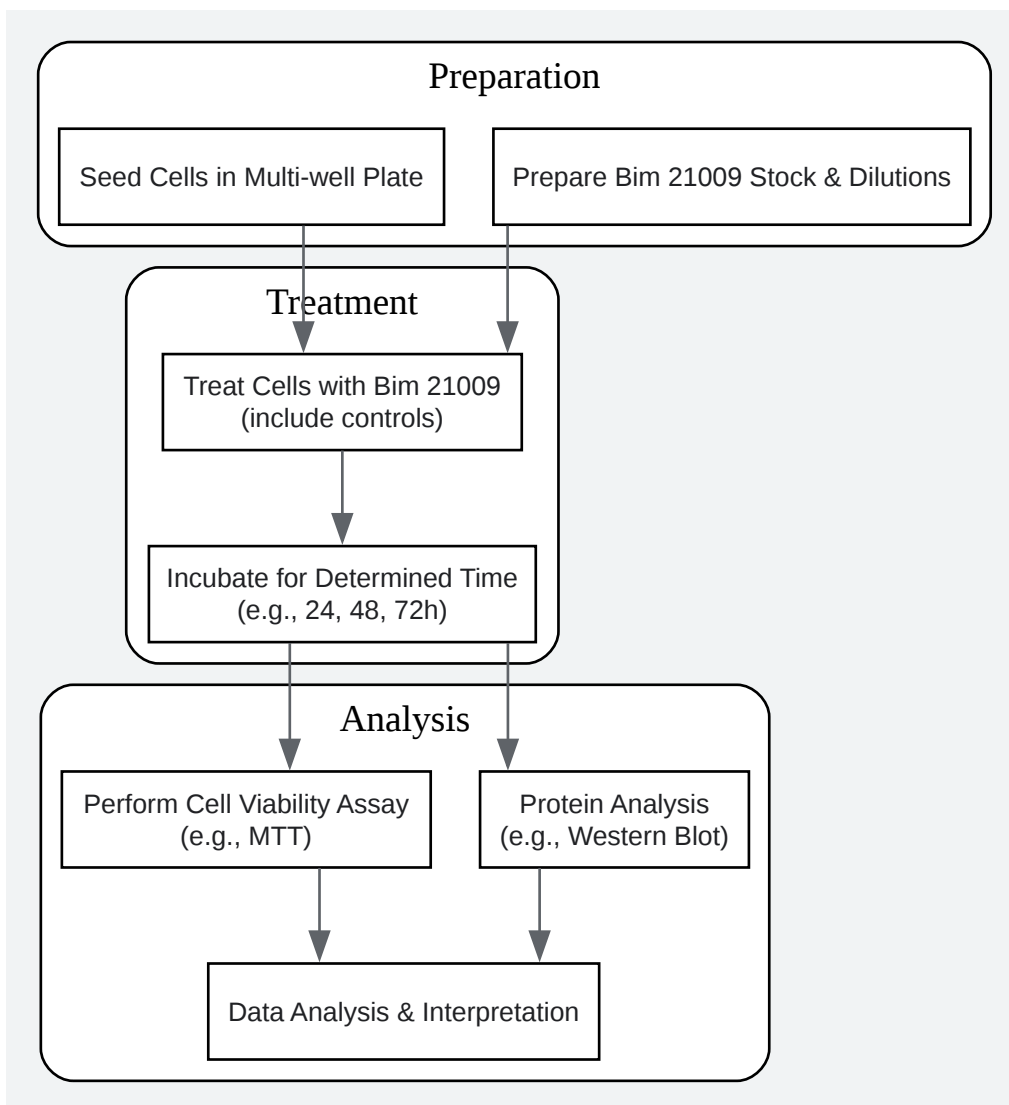 Preparation
Seed Cells in Multi-well Plate
Prepare Bim 21009 Stock & Dilutions
Treatment
Treat Cells with Bim 21009
(include controls)
Incubate for Determined Time
(e.g., 24, 48, 72h)
Analysis
Perform Cell Viability Assay
(e.g., MTT)
Protein Analysis
(e.g., Western Blot)
Data Analysis & Interpretation